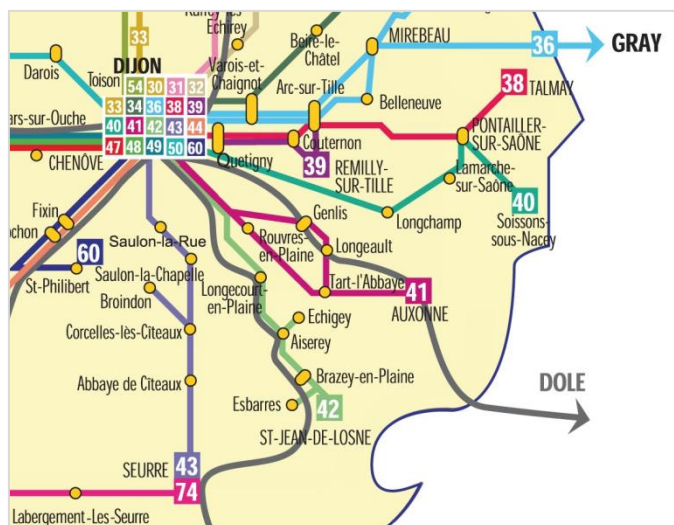 33
Echirey
Beire-le-
Châtel
MIREBEAU
36
GRAY
Darois
Toison
DIJON
Varois-et
Chaignot
Arc-sur-Tille
Belleneuve
38
TALMAY
54 30 31 32
33 34 36 38 39
40 41 42 43 44
47 48 49 50 60
ars-sur-Ouche
CHENÔVE
Quetigny
Couternon
39
REMILLY-
SUR-TILLE
PONTAILLER-
SUR-SAÔNE
Lamarche-
sur-Saône
40
Soissons-
sous-Nacey
Longchamp
Fixin
ochon
60
St-Philibert
Saulon-la-Rue
Saulon-la-Chapelle
Broindon
Rouvres-
en-Plaine
Genlis
Longeault
Tart-l'Abbaye
41
AUXONNE
Longecourt-
en-Plaine
Echigey
Aiserey
Corcelles-lès-Cîteaux
Abbaye de Cîteaux
Brazey-en-Plaine
Esbarres
42
ST-JEAN-DE-LOSNE
DOLE
SEURRE
43
74
Labergement-Les-Seurre